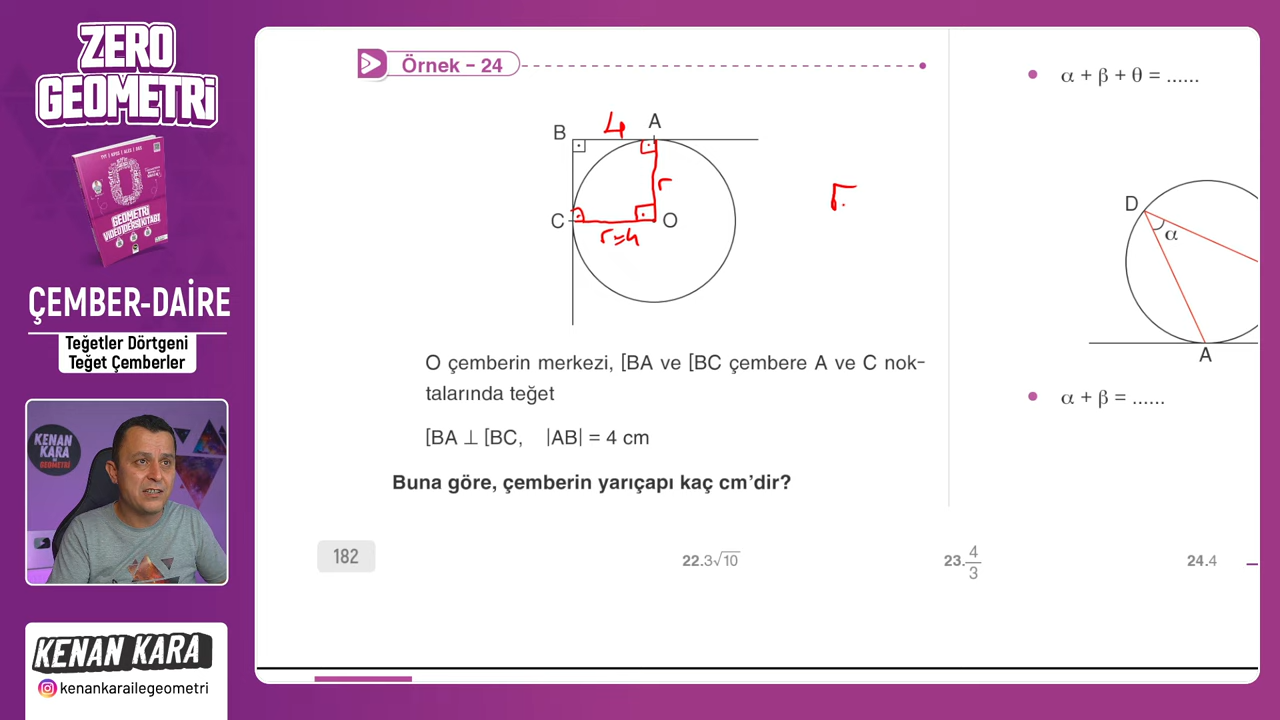 ZERO
GEOMETRİ
GEOMETRİ
VİDEO DERS KİTABI
ÇEMBER-DAİRE
Teğetler Dörtgeni
Teğet Çemberler
KENAN
KARA
GEOMETRİ
KENAN KARA
kenankarailegeometri
Örnek – 24
B
4
A
r
C
O
r=4
r.
O çemberin merkezi, [BA ve [BC çembere A ve C nok-
talarında teğet
[BA ⊥ [BC, |AB| = 4 cm
Buna göre, çemberin yarıçapı kaç cm'dir?
182
22.3√10
23.4/3
24.4
α + β + θ = ......
D
α
A
α + β = ......